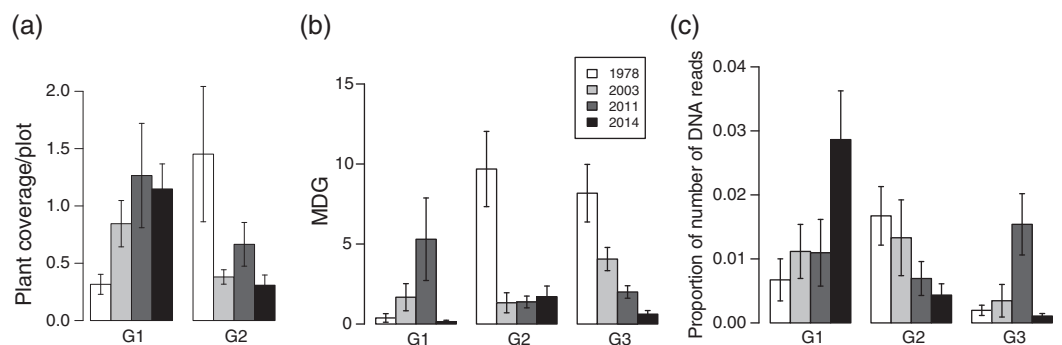 (a)
Plant coverage/plot
2.0
1.5
1.0
0.5
0.0
G1 G2
(b)
MDG
15
10
5
0
G1 G2 G3
1978
2003
2011
2014
(c)
Proportion of number of DNA reads
0.04
0.03
0.02
0.01
0.00
G1 G2 G3